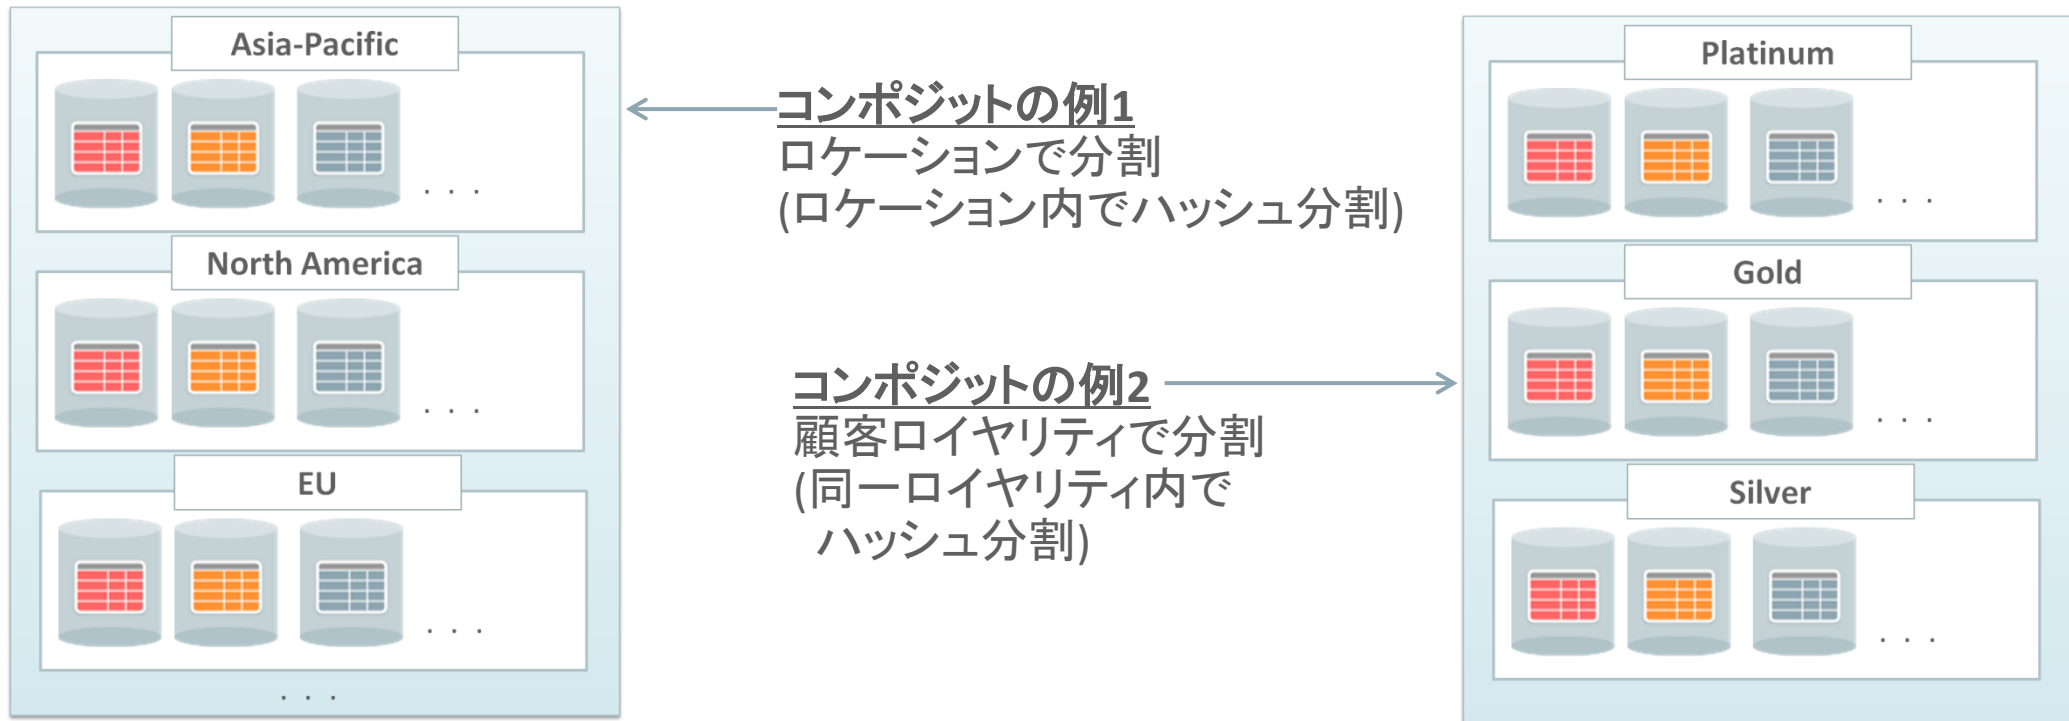 Asia-Pacific
. . .
North America
. . .
EU
. . .
. . .
コンポジットの例1
ロケーションで分割
(ロケーション内でハッシュ分割)
コンポジットの例2
顧客ロイヤリティで分割
(同一ロイヤリティ内で
ハッシュ分割)
Platinum
. . .
Gold
. . .
Silver
. . .